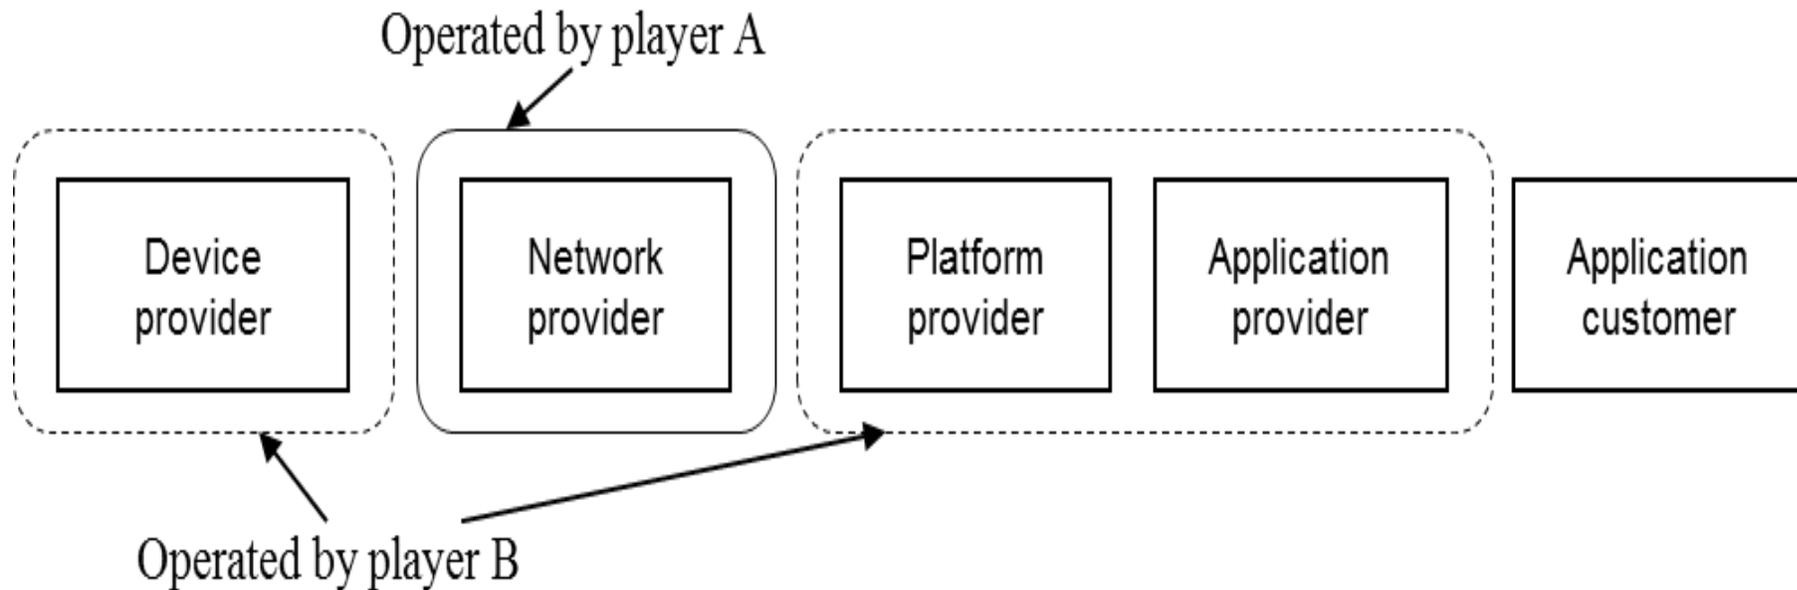 Operated by player A
Device
provider
Network
provider
Platform
provider
Application
provider
Application
customer
Operated by player B